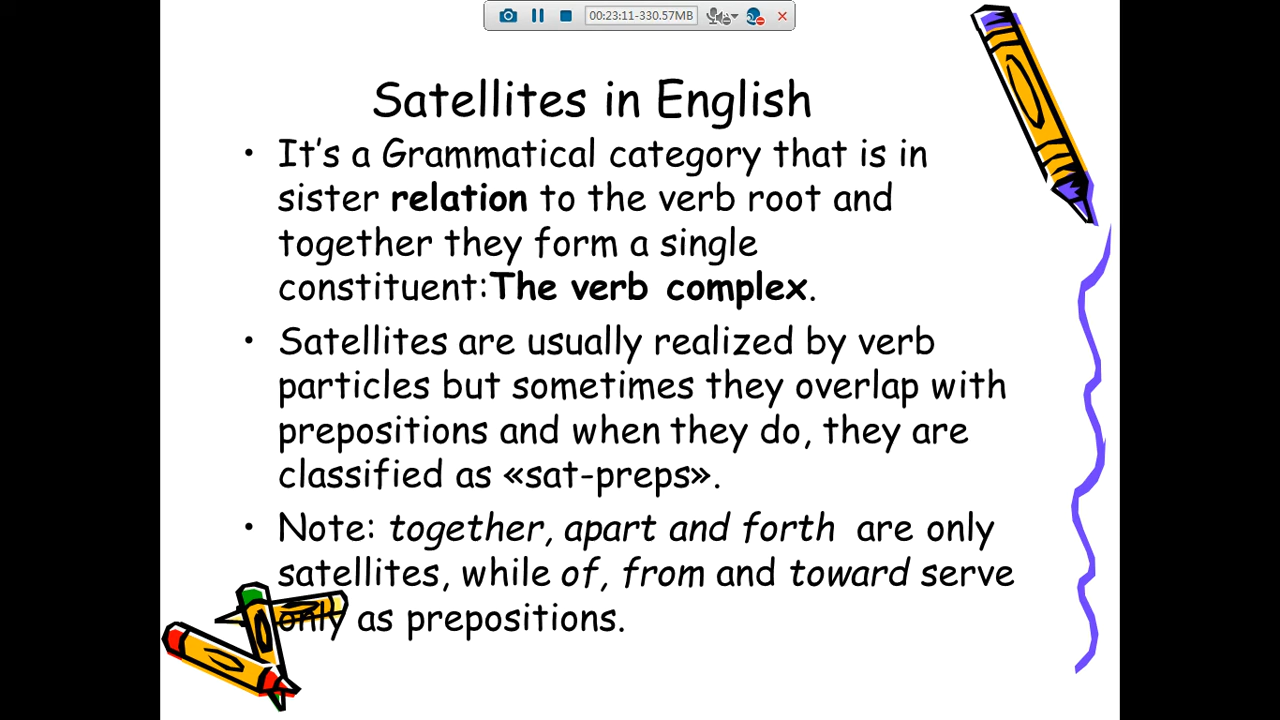 00:23:11-330.57MB
Satellites in English
• It's a Grammatical category that is in
sister relation to the verb root and
together they form a single
constituent:The verb complex.
• Satellites are usually realized by verb
particles but sometimes they overlap with
prepositions and when they do, they are
classified as «sat-preps».
• Note: together, apart and forth are only
satellites, while of, from and toward serve
only as prepositions.